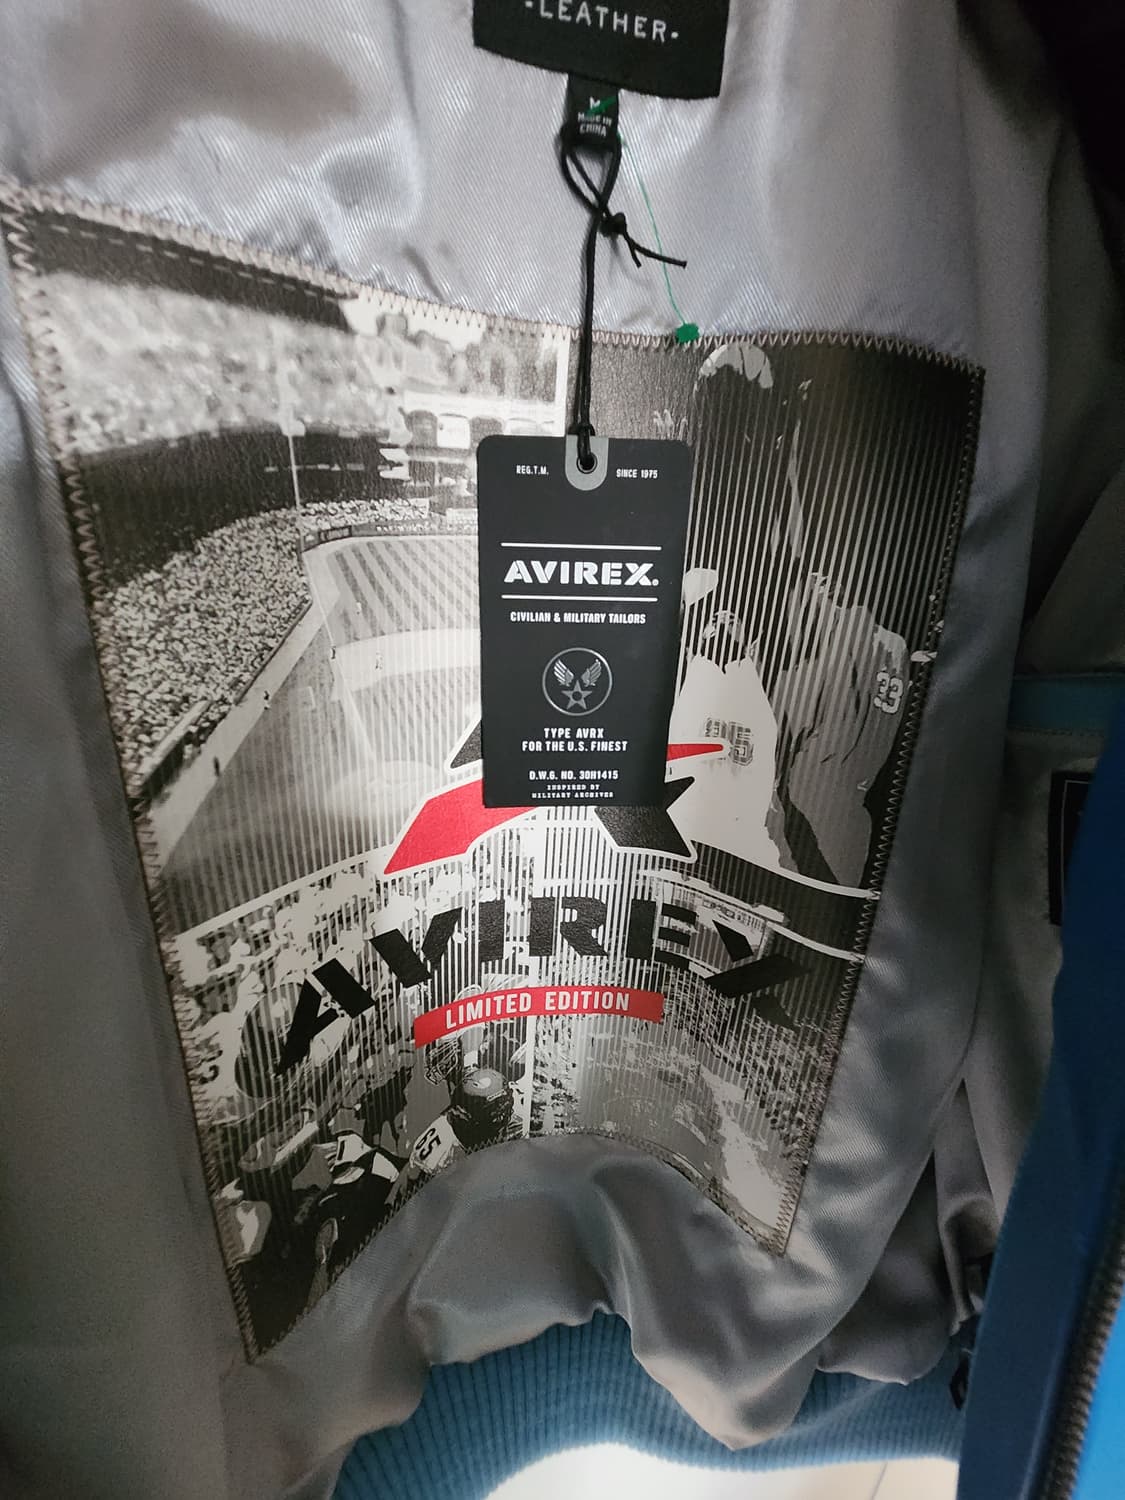 -LEATHER-
M
MADE IN
CHINA
REG.T.M. SINCE 1975
AVIREX.
CIVILIAN & MILITARY TAILORS
TYPE AVRX
FOR THE U.S. FINEST
D.W.G. NO. 30H1415
INSPIRED BY
MILITARY ARCHIVES
33
AVIREX
LIMITED EDITION
65